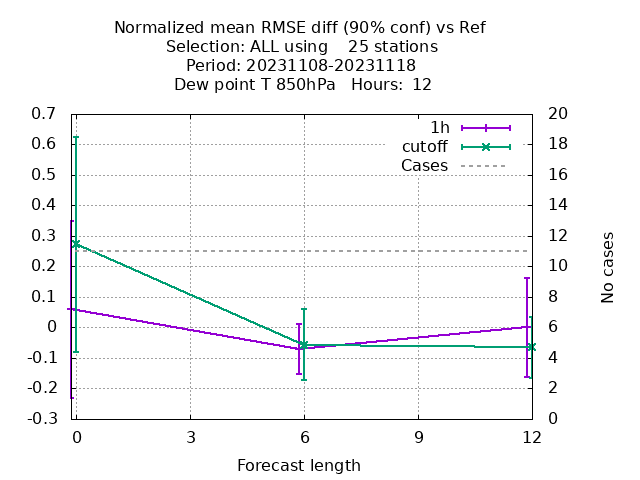 Normalized mean RMSE diff (90% conf) vs Ref
Selection: ALL using    25 stations
Period: 20231108-20231118
Dew point T 850hPa   Hours:  12
0.7
0.6
0.5
0.4
0.3
0.2
0.1
0
-0.1
-0.2
-0.3
1h
cutoff
Cases
20
18
16
14
12
10
8
6
4
2
0
No cases
0 3 6 9 12
Forecast length